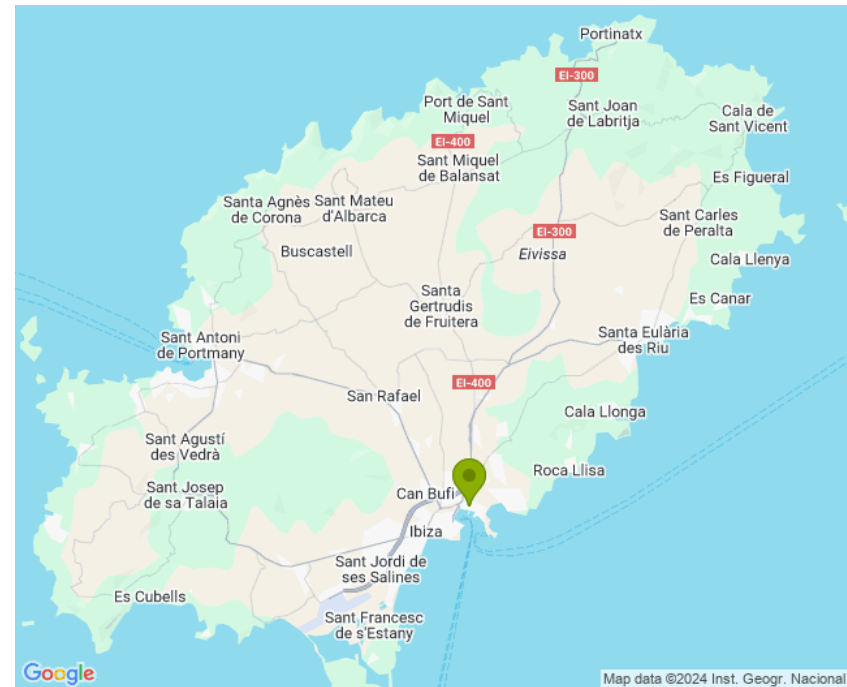 Portinatx
EI-300
Port de Sant
Miquel
Sant Joan
de Labritja
Cala de
Sant Vicent
EI-400
Sant Miquel
de Balansat
Es Figueral
Santa Agnès
de Corona
Sant Mateu
d'Albarca
Sant Carles
de Peralta
EI-300
Buscastell
Eivissa
Cala Llenya
Santa
Gertrudis
de Fruitera
Es Canar
Sant Antoni
de Portmany
Santa Eulària
des Riu
EI-400
San Rafael
Cala Llonga
Sant Agustí
des Vedrà
Roca Llisa
Sant Josep
de sa Talaia
Can Bufi
Ibiza
Sant Jordi de
ses Salines
Es Cubells
Sant Francesc
de s'Estany
Google
Map data ©2024 Inst. Geogr. Nacional